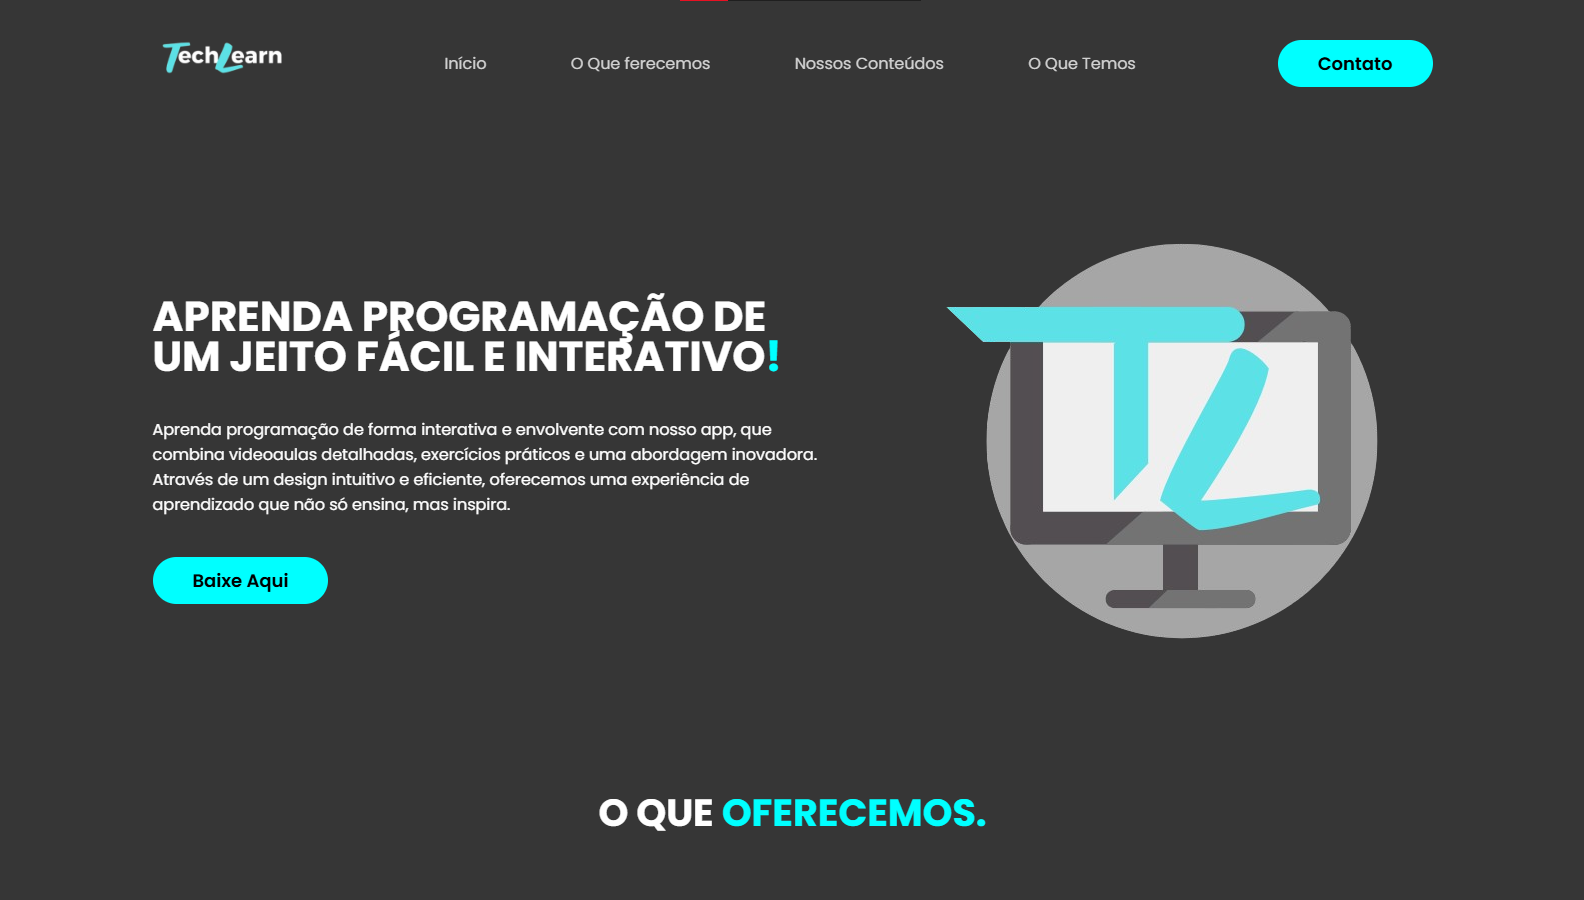 TechLearn
Início
O Que ferecemos
Nossos Conteúdos
O Que Temos
Contato
APRENDA PROGRAMAÇÃO DE
UM JEITO FÁCIL E INTERATIVO!
Aprenda programação de forma interativa e envolvente com nosso app, que
combina videoaulas detalhadas, exercícios práticos e uma abordagem inovadora.
Através de um design intuitivo e eficiente, oferecemos uma experiência de
aprendizado que não só ensina, mas inspira.
Baixe Aqui
TL
O QUE OFERECEMOS.